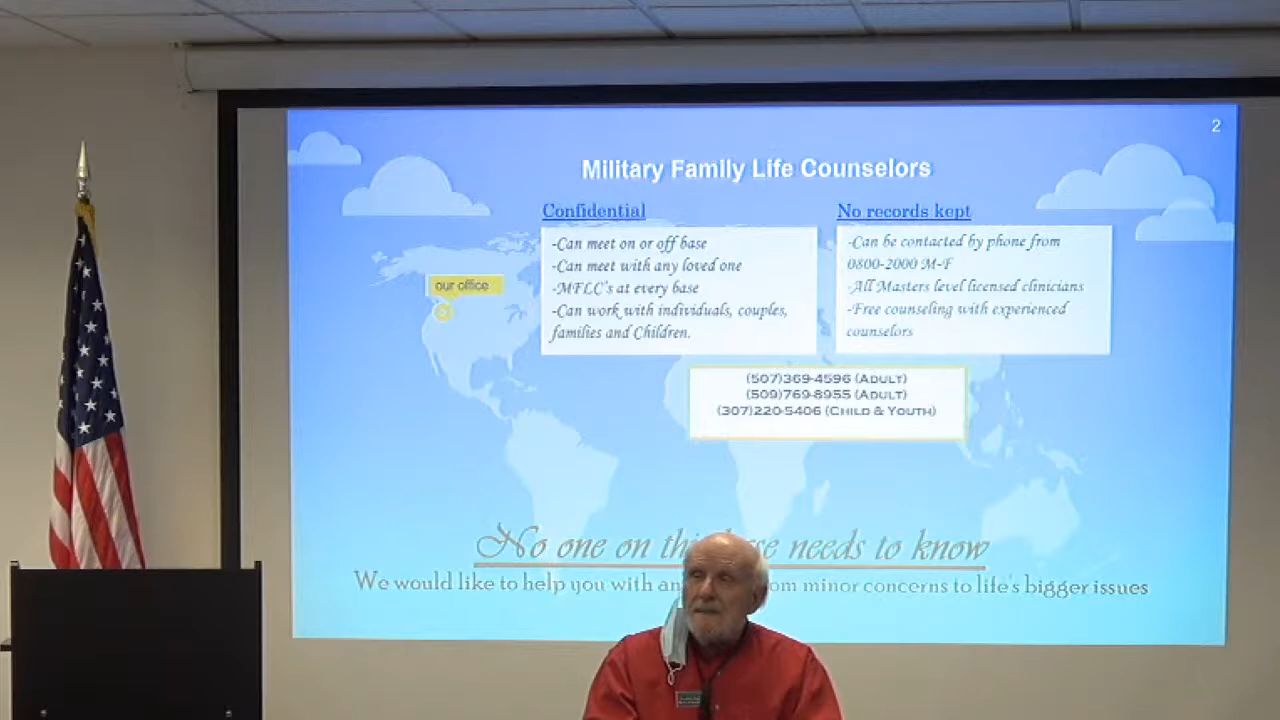 2
Military Family Life Counselors
Confidential
-Can meet on or off base
-Can meet with any loved one
-MFLC's at every base
-Can work with individuals, couples,
families and Children.
No records kept
-Can be contacted by phone from
0800-2000 M-F
-All Masters level licensed clinicians
-Free counseling with experienced
counselors
our office
(507)369-4596 (Adult)
(509)769-8955 (Adult)
(307)220-5406 (Child & Youth)
No one on needs to know
We would like to help you with minor concerns to life's bigger issues